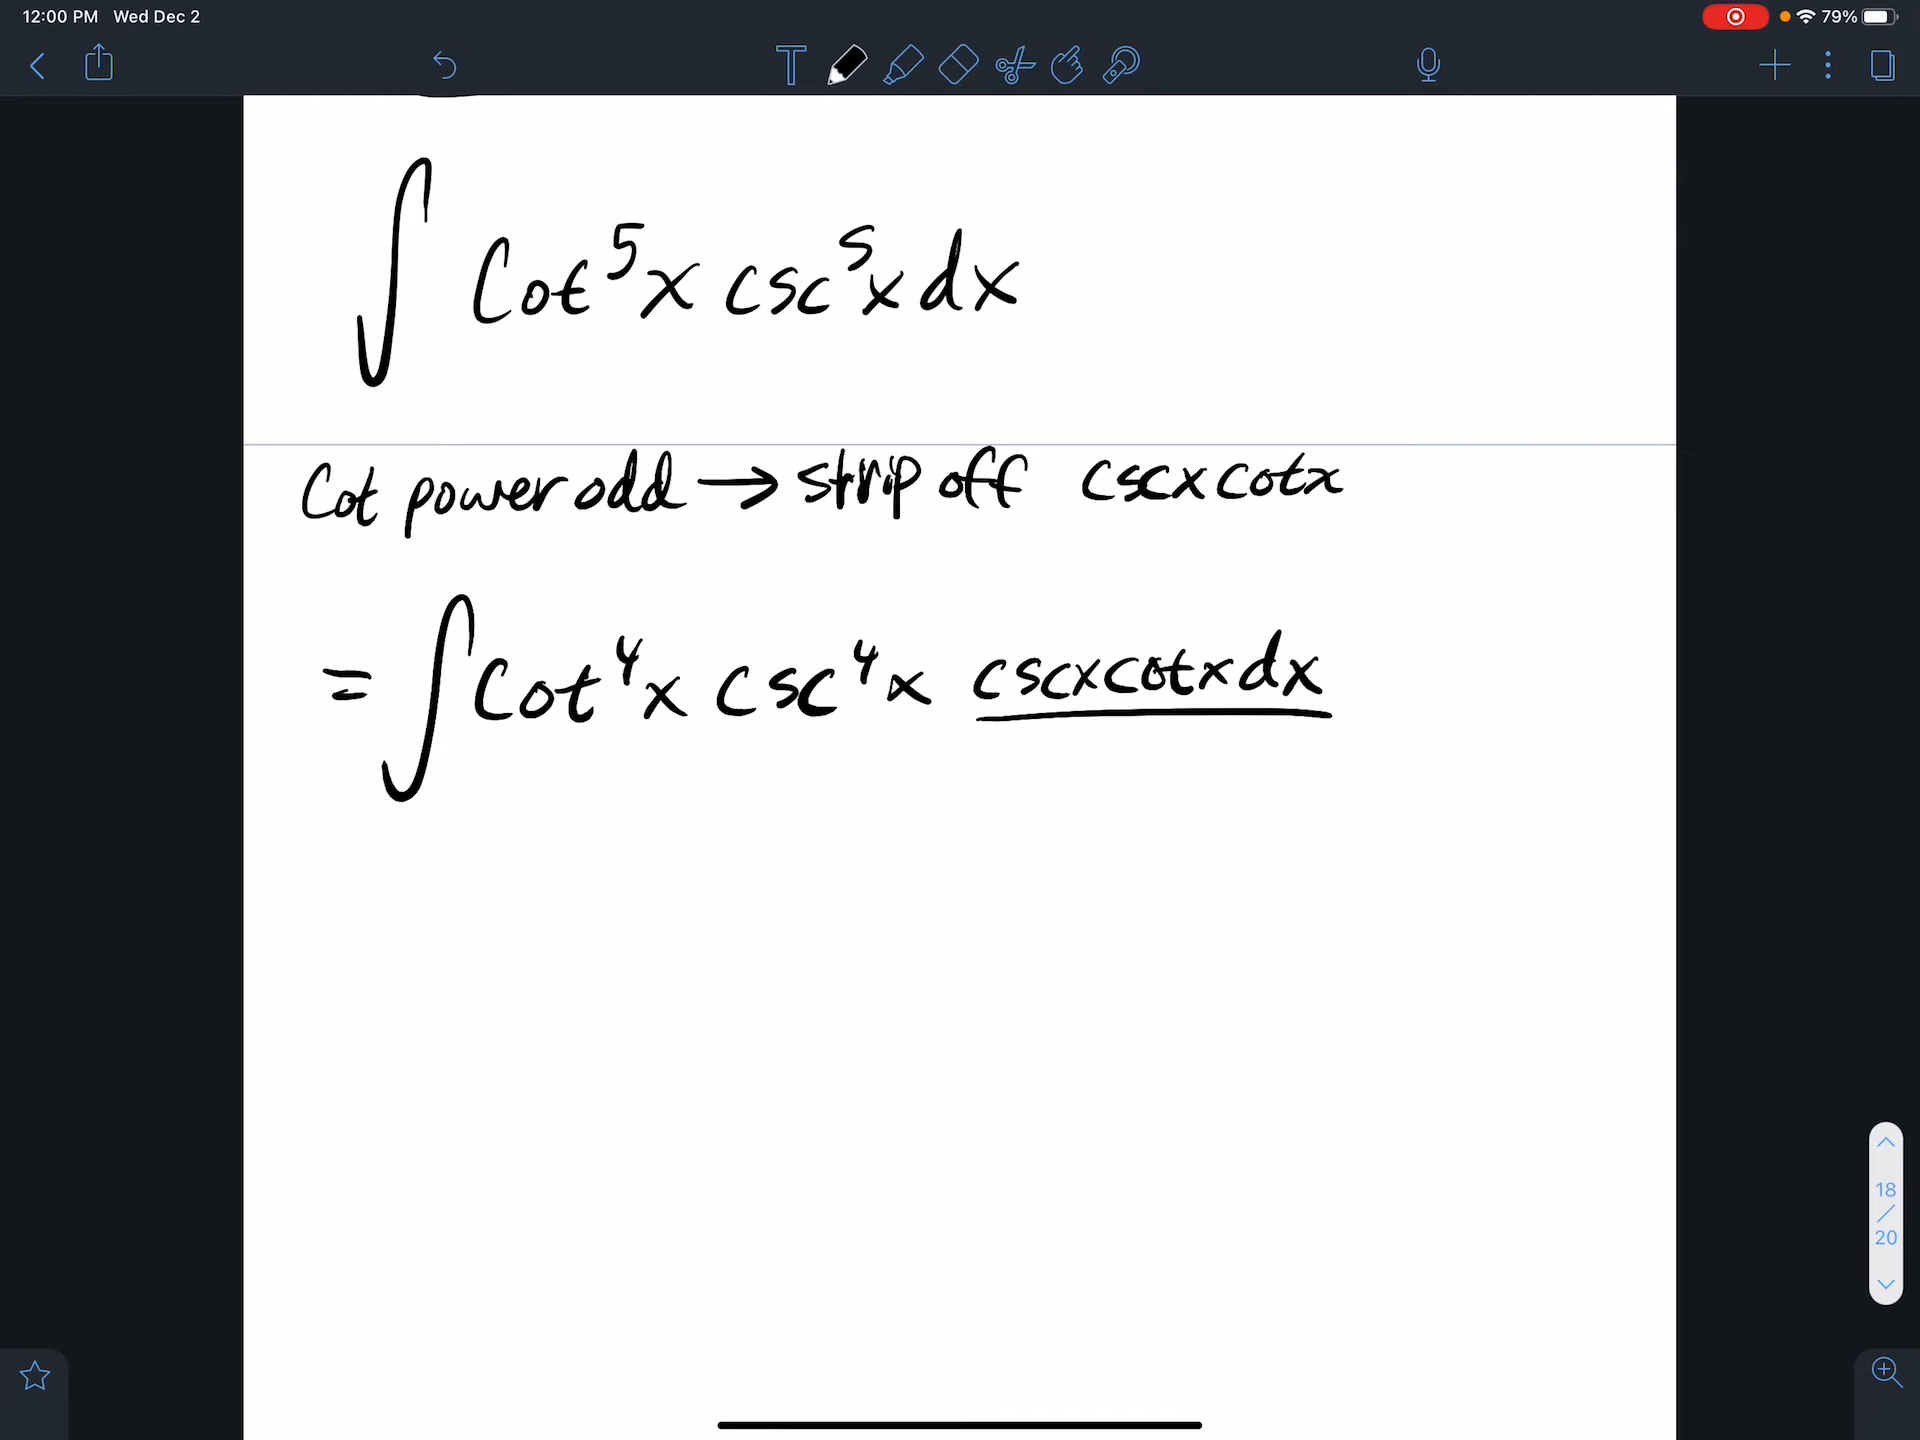 12:00 PM Wed Dec 2
79%
∫ Cot⁵x csc⁵x dx
Cot power odd → strip off cscx cotx
= ∫ Cot⁴x csc⁴x cscxcotxdx
18
/
20